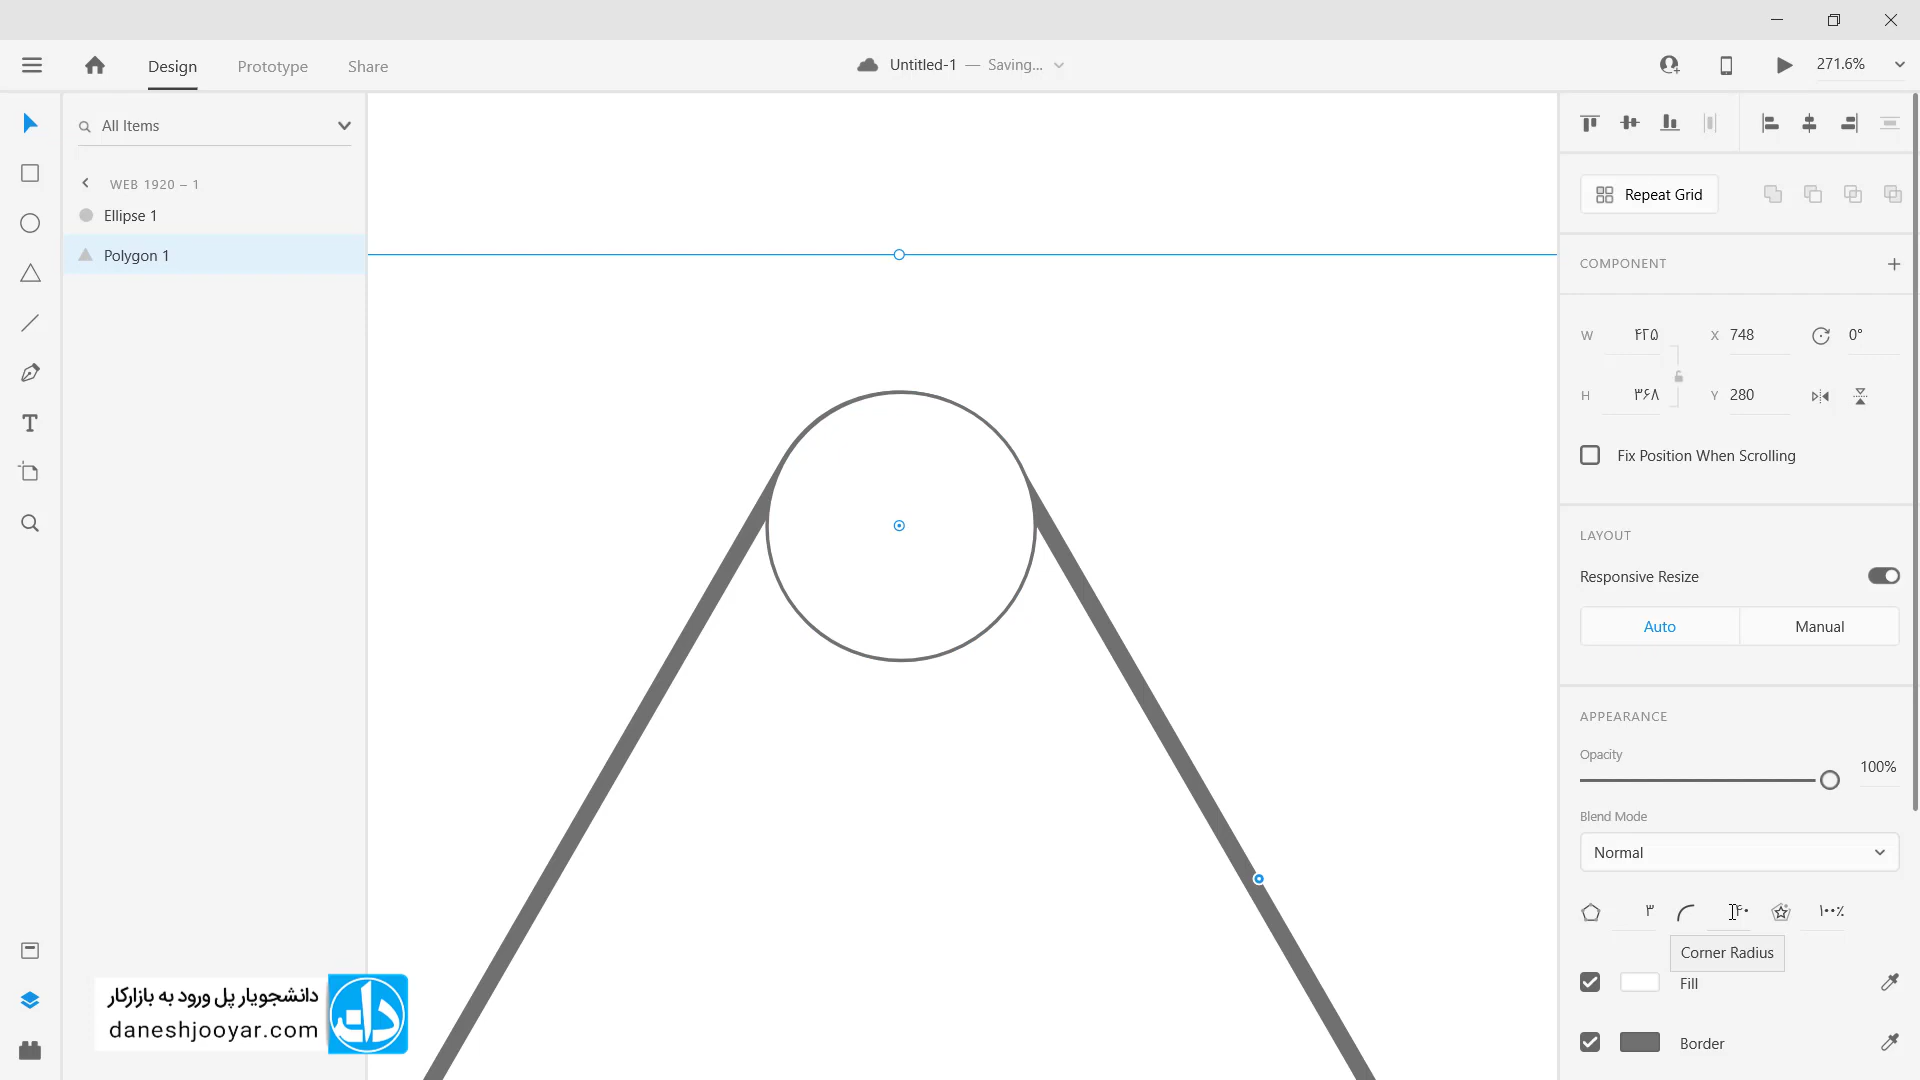 Design
Prototype
Share
Untitled-1 — Saving...
271.6%
All Items
WEB 1920 – 1
Ellipse 1
Polygon 1
Repeat Grid
COMPONENT
W ۴۲۵ X 748 0°
H ۳۶۸ Y 280
Fix Position When Scrolling
LAYOUT
Responsive Resize
Auto Manual
APPEARANCE
Opacity
100%
Blend Mode
Normal
۳ ۴۰ ۱۰۰٪
Corner Radius
Fill
Border
دانشجویار پل ورود به بازارکار
daneshjooyar.com